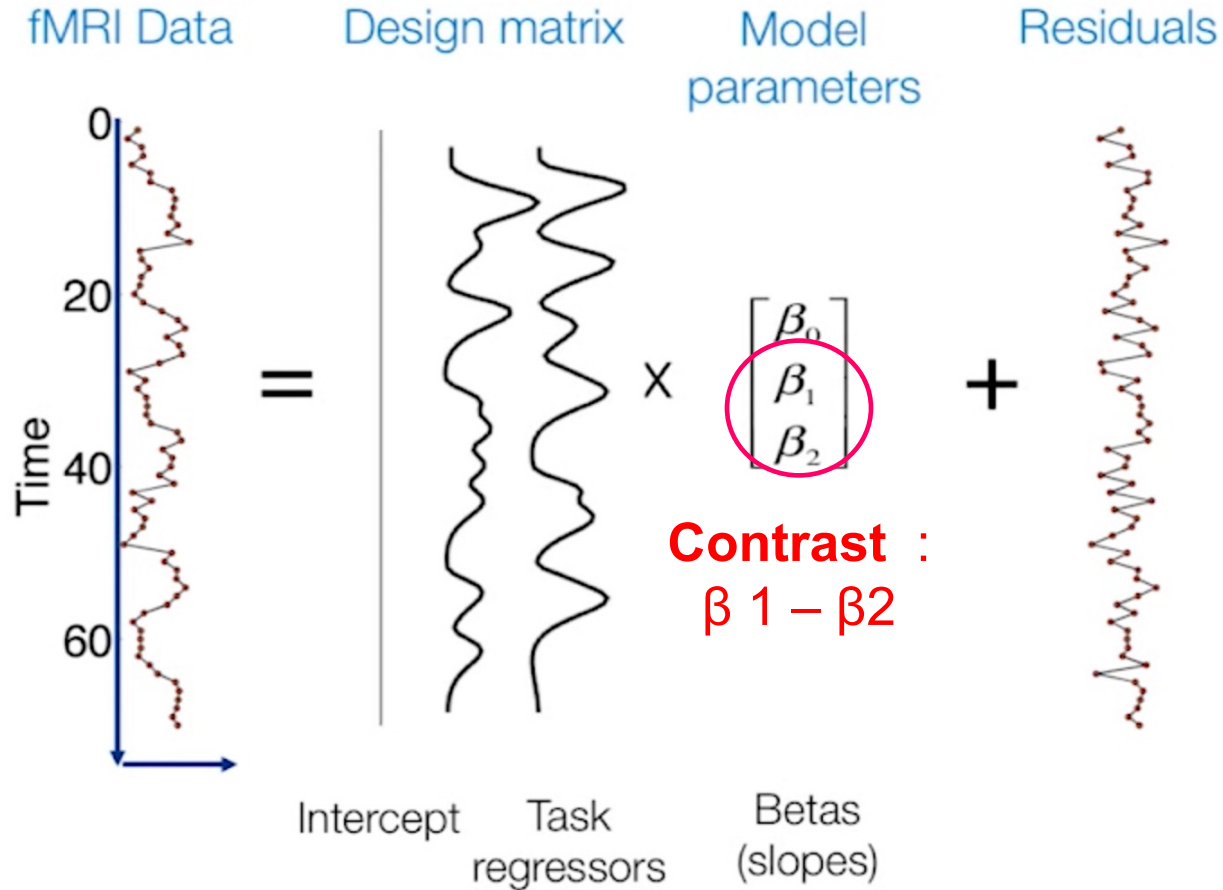 fMRI Data
Design matrix
Model
parameters
Residuals
0
20
40
60
Time
=
β0
β1
β2
X
+
Contrast :
β 1 – β2
Intercept
Task
regressors
Betas
(slopes)